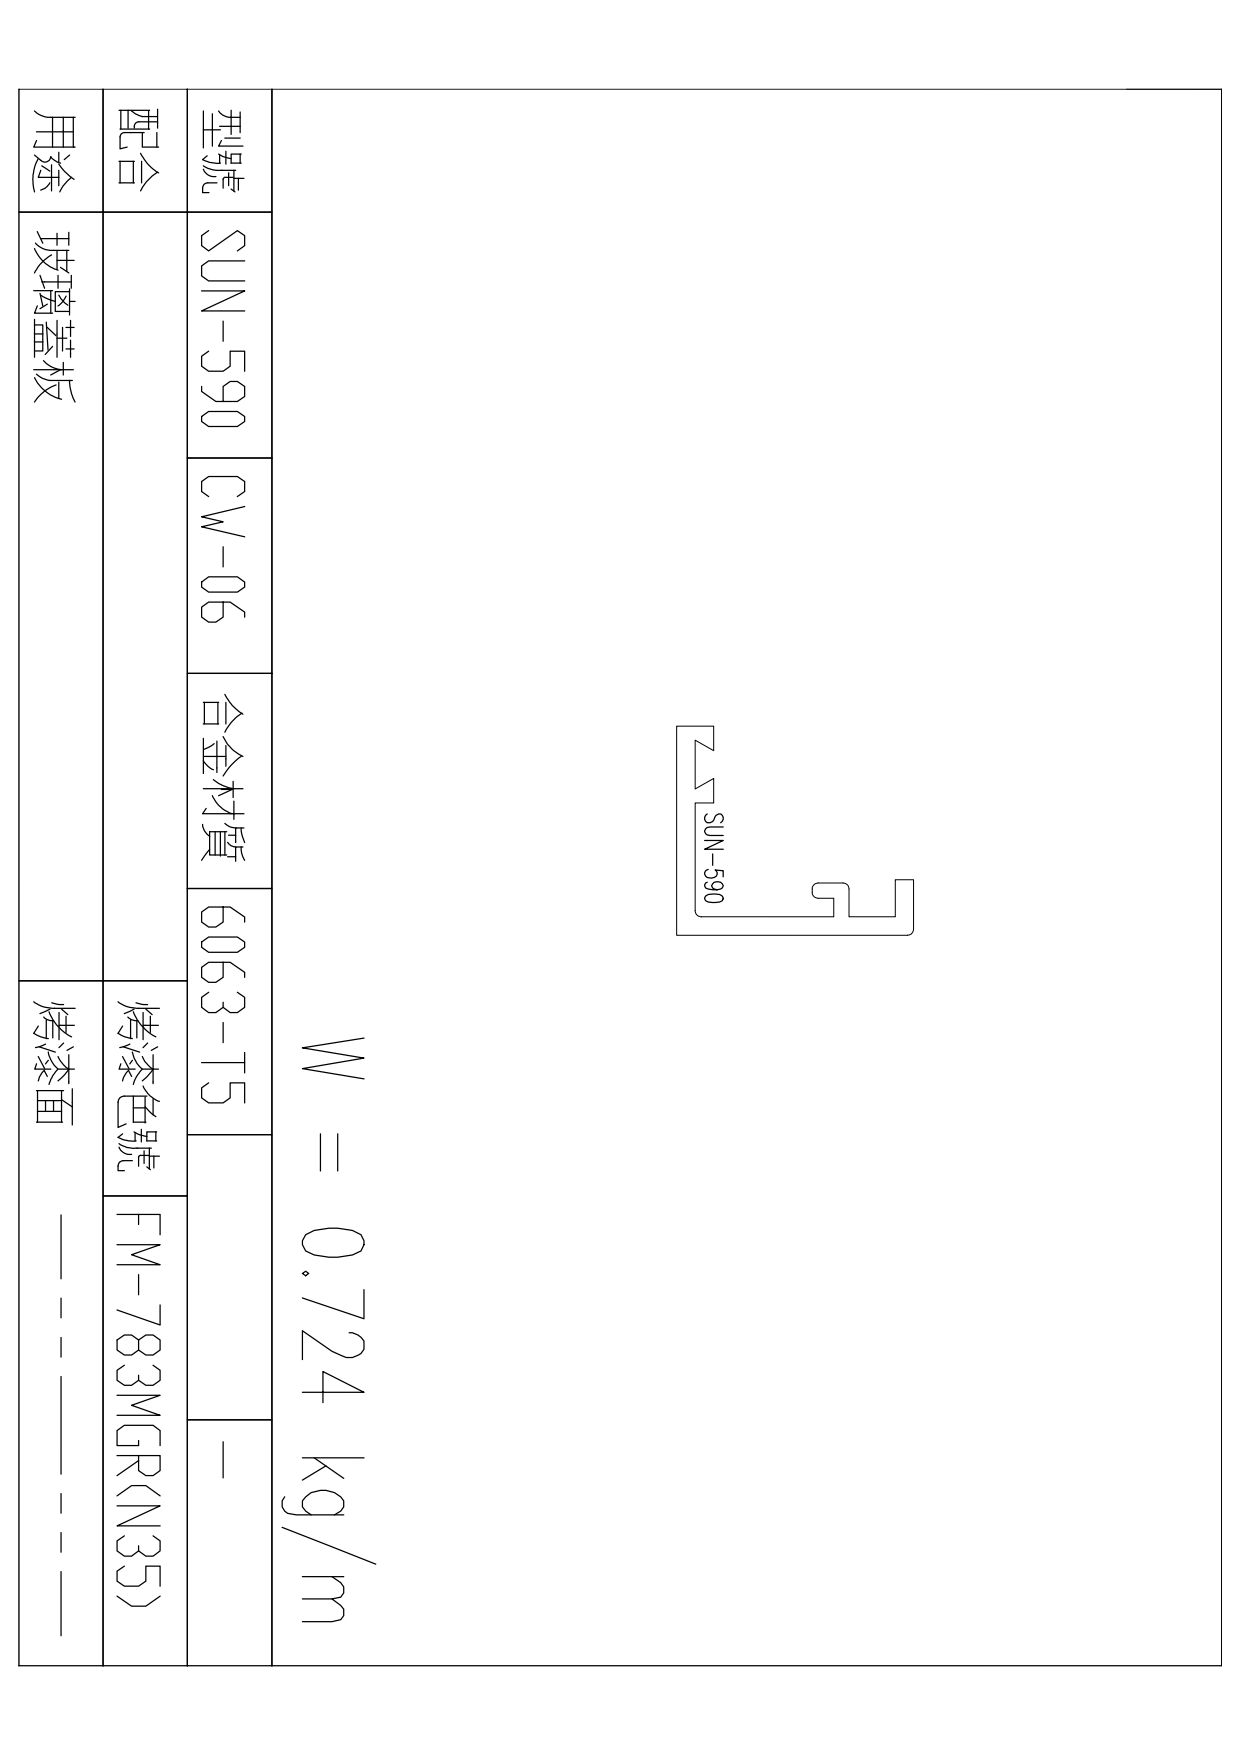 SUN-590
W = 0.724 kg/m
型號 SUN-590 CW-06 合金材質 6063-T5 —
配合 烤漆色號 FM-783MGR(N35)
用途 玻璃蓋板 烤漆面